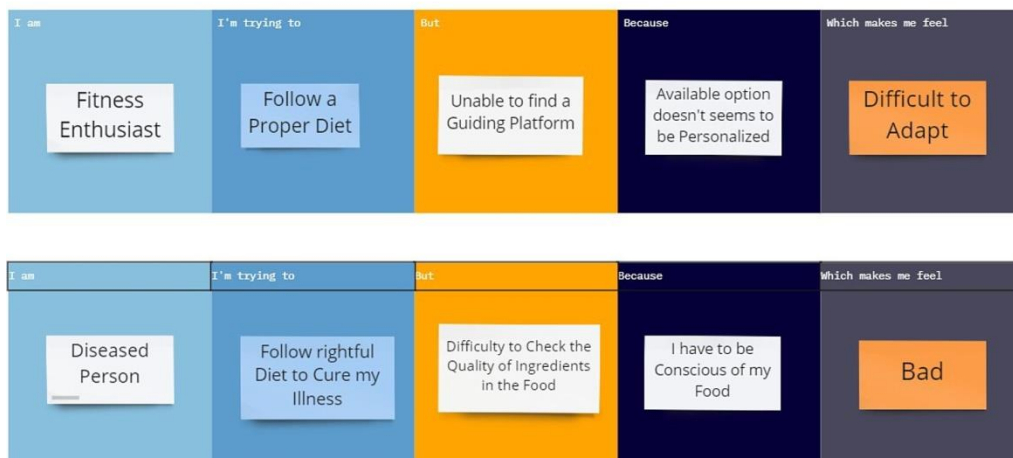 I am
I'm trying to
But
Because
Which makes me feel
Fitness
Enthusiast
Follow a
Proper Diet
Unable to find a
Guiding Platform
Available option
doesn't seems to
be Personalized
Difficult to
Adapt
I am
I'm trying to
But
Because
Which makes me feel
Diseased
Person
Follow rightful
Diet to Cure my
Illness
Difficulty to Check the
Quality of Ingredients
in the Food
I have to be
Conscious of my
Food
Bad